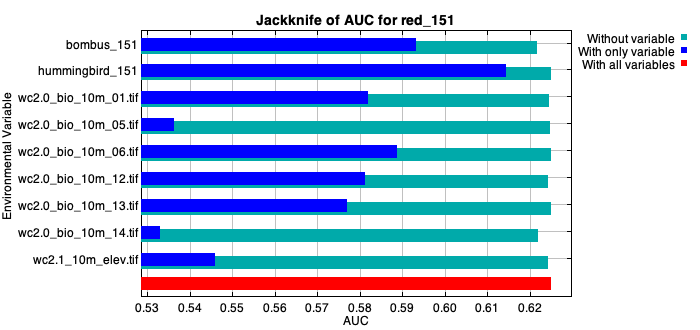 Jackknife of AUC for red_151
Environmental Variable
bombus_151
hummingbird_151
wc2.0_bio_10m_01.tif
wc2.0_bio_10m_05.tif
wc2.0_bio_10m_06.tif
wc2.0_bio_10m_12.tif
wc2.0_bio_10m_13.tif
wc2.0_bio_10m_14.tif
wc2.1_10m_elev.tif
0.53 0.54 0.55 0.56 0.57 0.58 0.59 0.60 0.61 0.62
AUC
Without variable
With only variable
With all variables